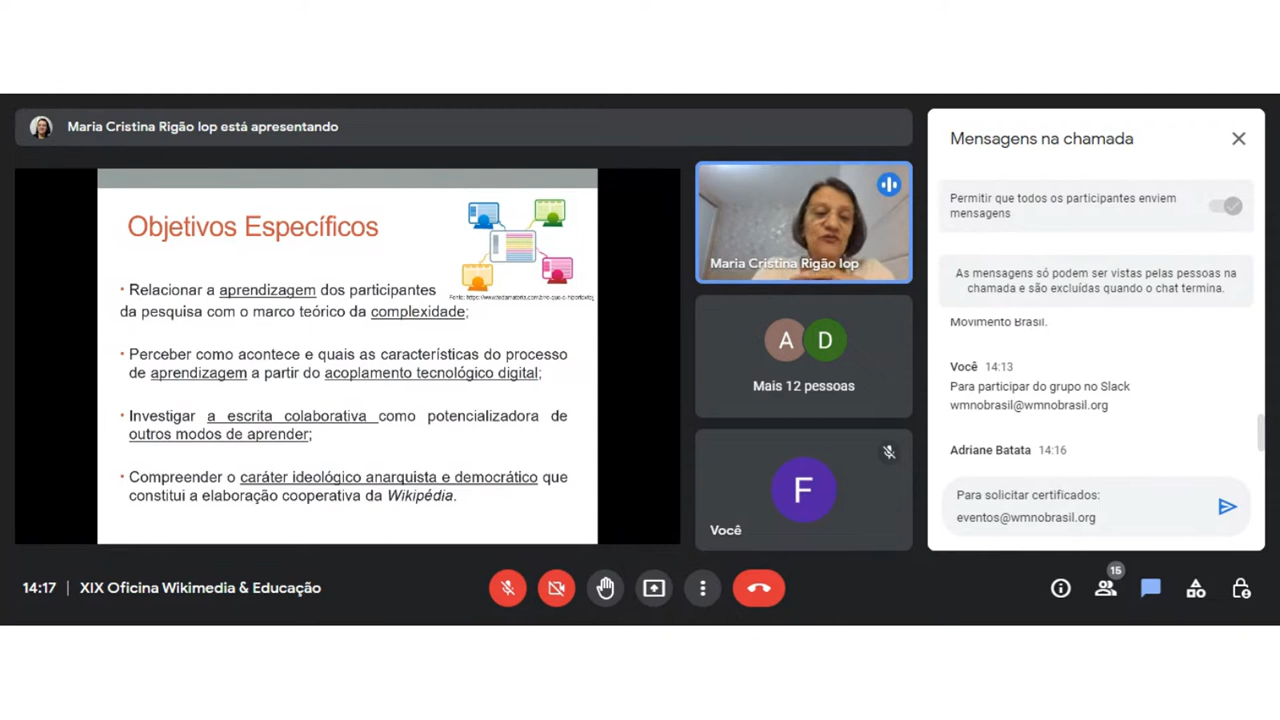 Maria Cristina Rigão Iop está apresentando
Objetivos Específicos
• Relacionar a aprendizagem dos participantes
da pesquisa com o marco teórico da complexidade;
• Perceber como acontece e quais as características do processo
de aprendizagem a partir do acoplamento tecnológico digital;
• Investigar a escrita colaborativa como potencializadora de
outros modos de aprender;
• Compreender o caráter ideológico anarquista e democrático que
constitui a elaboração cooperativa da Wikipédia.
Maria Cristina Rigão Iop
A D
Mais 12 pessoas
F
Você
Mensagens na chamada
Permitir que todos os participantes enviem
mensagens
As mensagens só podem ser vistas pelas pessoas na
chamada e são excluídas quando o chat termina.
Movimento Brasil.
Você 14:13
Para participar do grupo no Slack
wmnobrasil@wmnobrasil.org
Adriane Batata 14:16
Para solicitar certificados:
eventos@wmnobrasil.org
14:17 | XIX Oficina Wikimedia & Educação
15